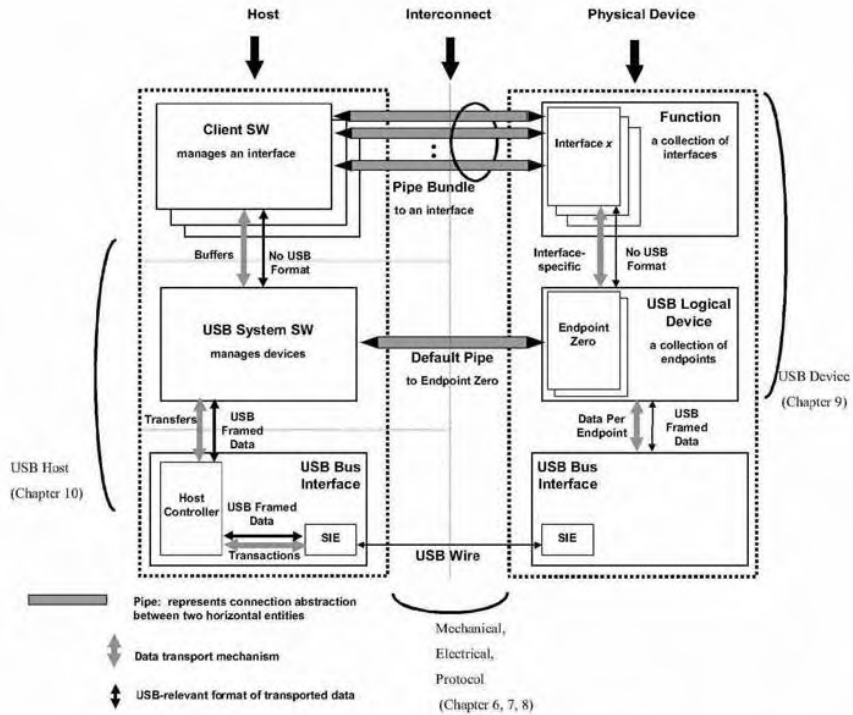 Host
Interconnect
Physical Device
Client SW
manages an interface
Pipe Bundle
to an interface
Interface x
Function
a collection of
interfaces
Buffers
No USB
Format
Interface-
specific
No USB
Format
USB System SW
manages devices
Default Pipe
to Endpoint Zero
Endpoint
Zero
USB Logical
Device
a collection of
endpoints
USB Device
(Chapter 9)
Transfers
USB
Framed
Data
Data Per
Endpoint
USB
Framed
Data
USB Host
(Chapter 10)
USB Bus
Interface
Host
Controller
USB Framed
Data
Transactions
SIE
USB Wire
USB Bus
Interface
SIE
Pipe: represents connection abstraction
between two horizontal entities
Data transport mechanism
USB-relevant format of transported data
Mechanical,
Electrical,
Protocol
(Chapter 6, 7, 8)